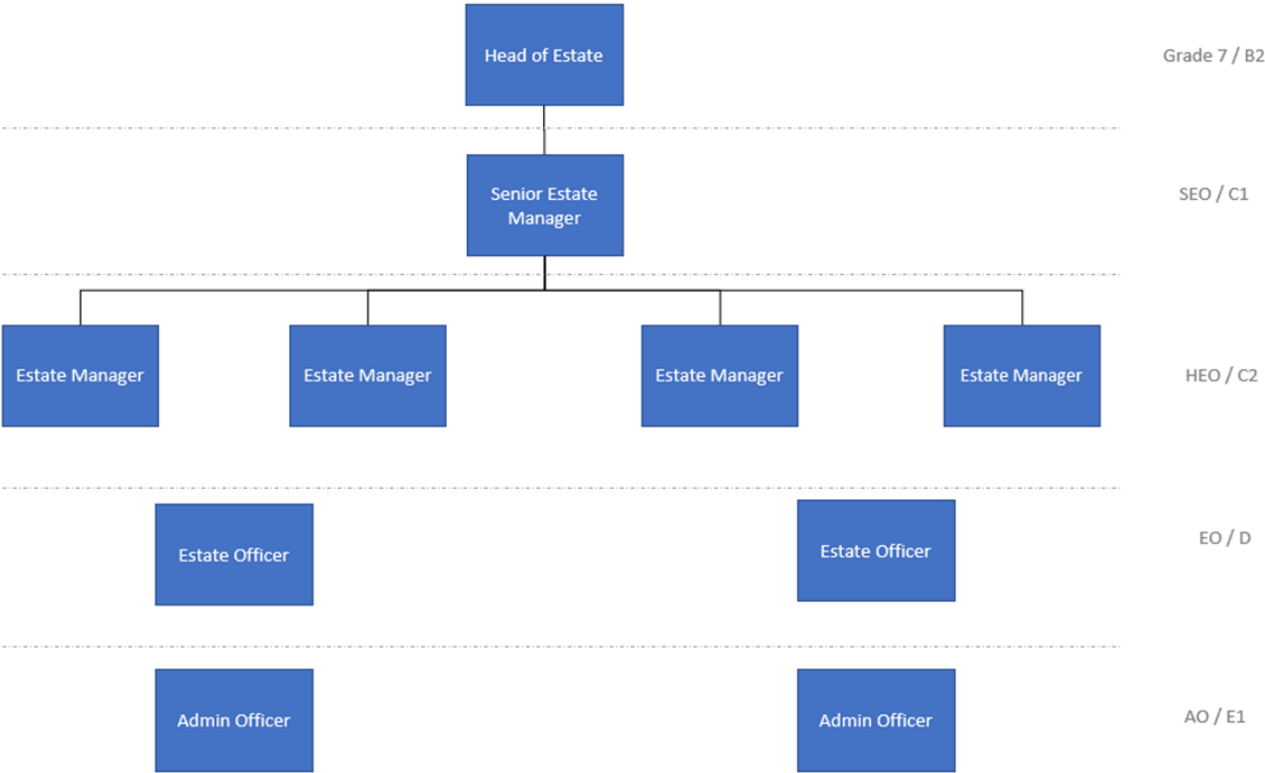 Head of Estate
Grade 7 / B2
Senior Estate
Manager
SEO / C1
Estate Manager
Estate Manager
Estate Manager
Estate Manager
HEO / C2
Estate Officer
Estate Officer
EO / D
Admin Officer
Admin Officer
AO / E1